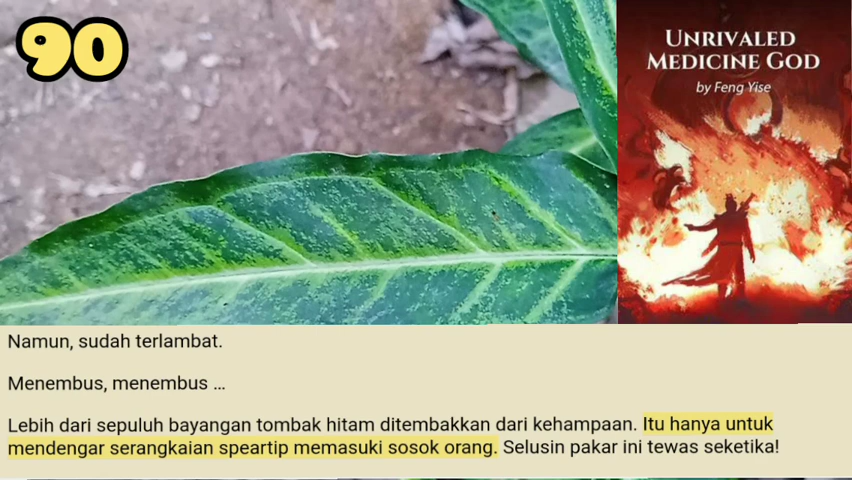 90
UNRIVALED
MEDICINE GOD
by Feng Yise
Namun, sudah terlambat.
Menembus, menembus ...
Lebih dari sepuluh bayangan tombak hitam ditembakkan dari kehampaan. Itu hanya untuk
mendengar serangkaian speartip memasuki sosok orang. Selusin pakar ini tewas seketika!